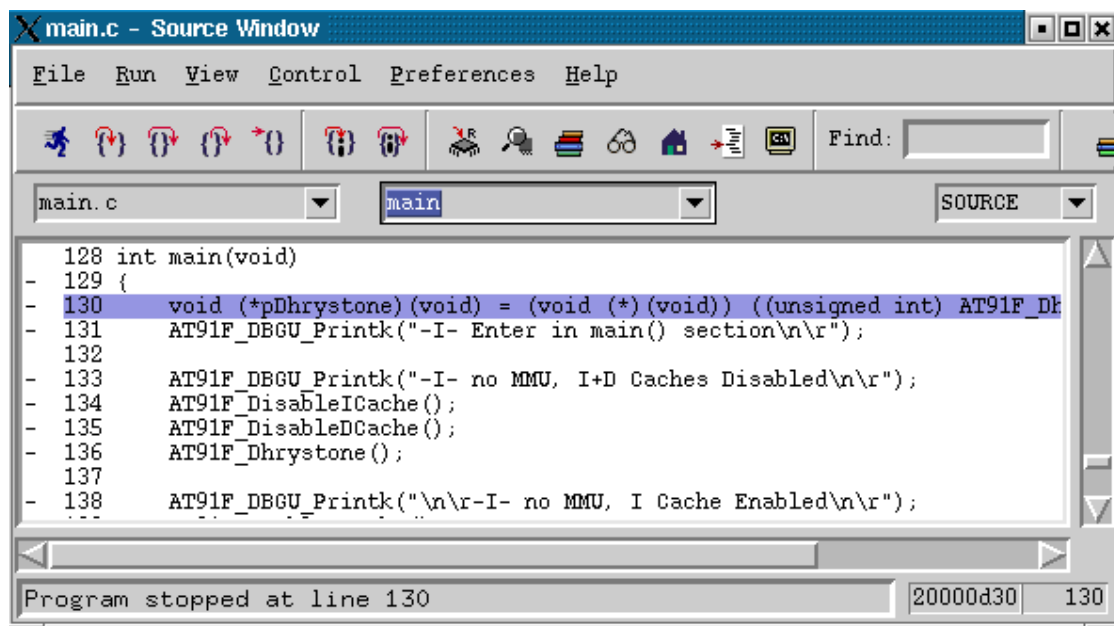 main.c - Source Window
File Run View Control Preferences Help
Find:
main.c main SOURCE
128 int main(void)
- 129 {
- 130 void (*pDhrystone)(void) = (void (*)(void)) ((unsigned int) AT91F_Dh
- 131 AT91F_DBGU_Printk("-I- Enter in main() section\n\r");
132
- 133 AT91F_DBGU_Printk("-I- no MMU, I+D Caches Disabled\n\r");
- 134 AT91F_DisableICache();
- 135 AT91F_DisableDCache();
- 136 AT91F_Dhrystone();
137
- 138 AT91F_DBGU_Printk("\n\r-I- no MMU, I Cache Enabled\n\r");
Program stopped at line 130 20000d30 130